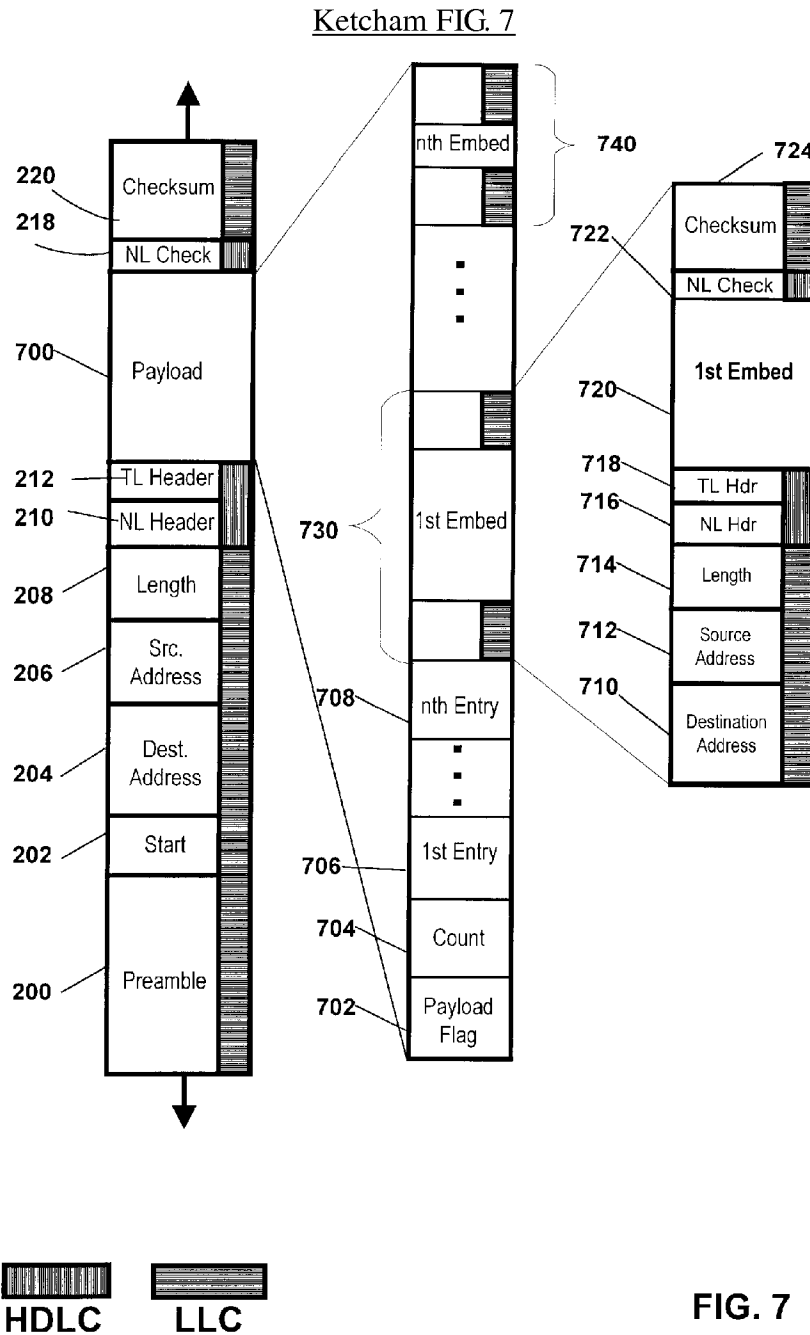 Ketcham FIG. 7
220
Checksum
218
NL Check
700
Payload
212
TL Header
210
NL Header
208
Length
206
Src.
Address
204
Dest.
Address
202
Start
200
Preamble
nth Embed
740
730
1st Embed
708
nth Entry
706
1st Entry
704
Count
702
Payload
Flag
724
Checksum
722
NL Check
720
1st Embed
718
TL Hdr
716
NL Hdr
714
Length
712
Source
Address
710
Destination
Address
HDLC
LLC
FIG. 7